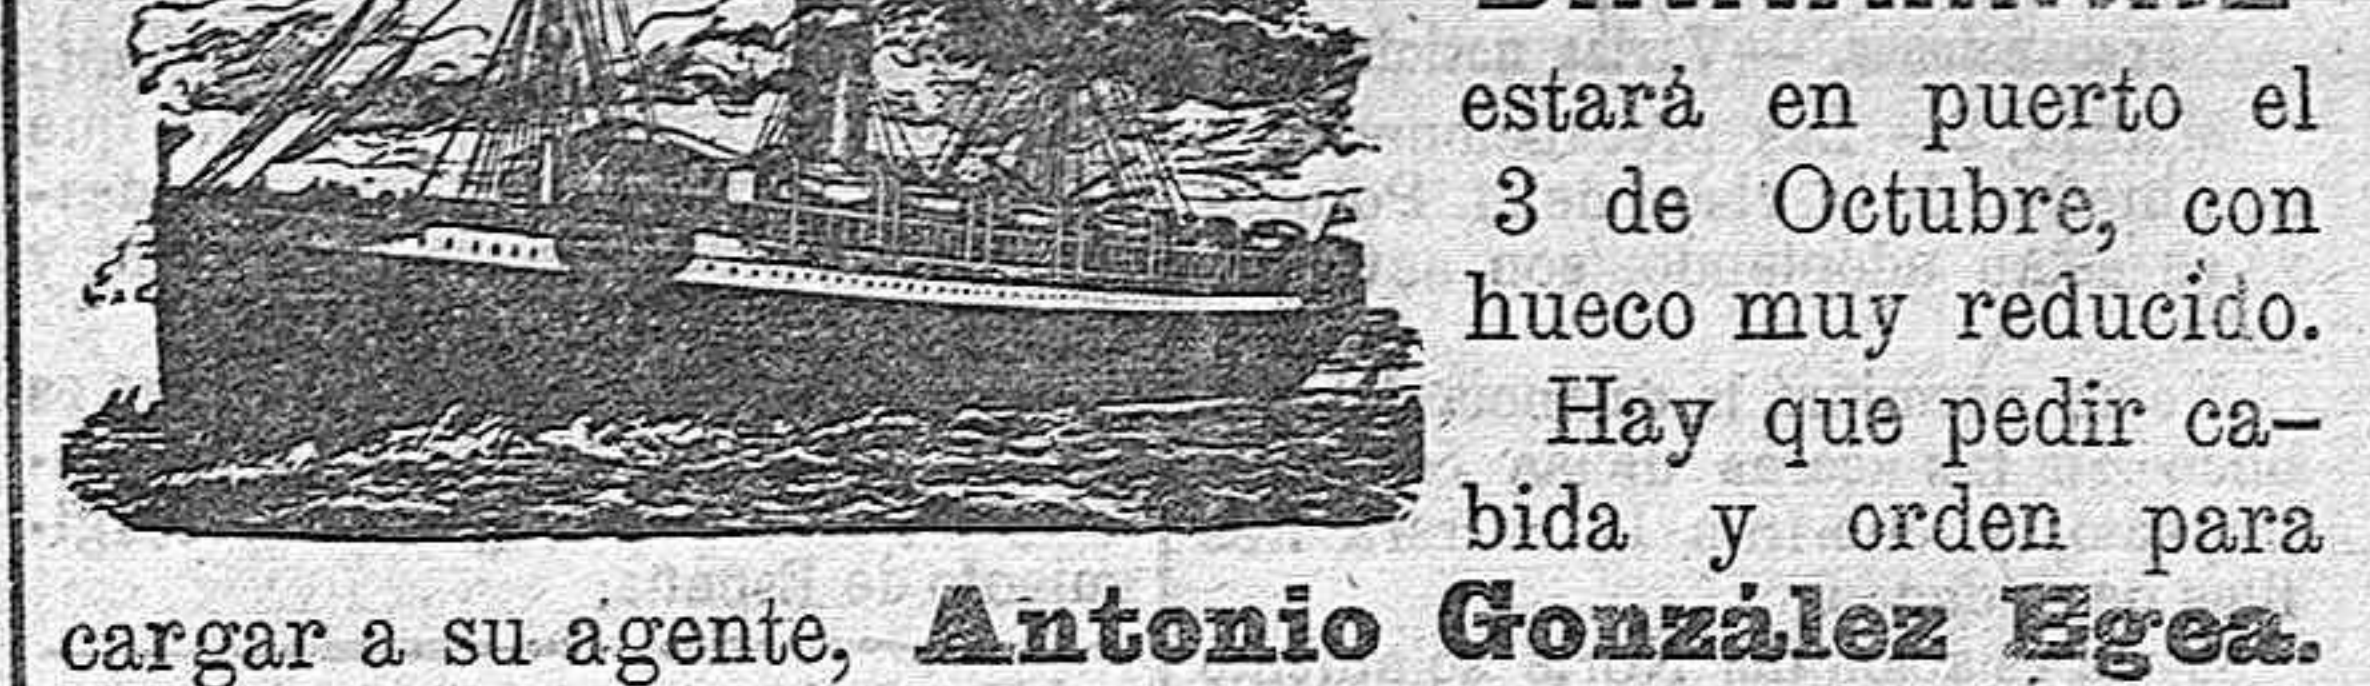 estará en puerto el
3 de Octubre, con
hueco muy reducido.
Hay que pedir ca-
bida y orden para
cargar a su agente, Antonio González Egea.